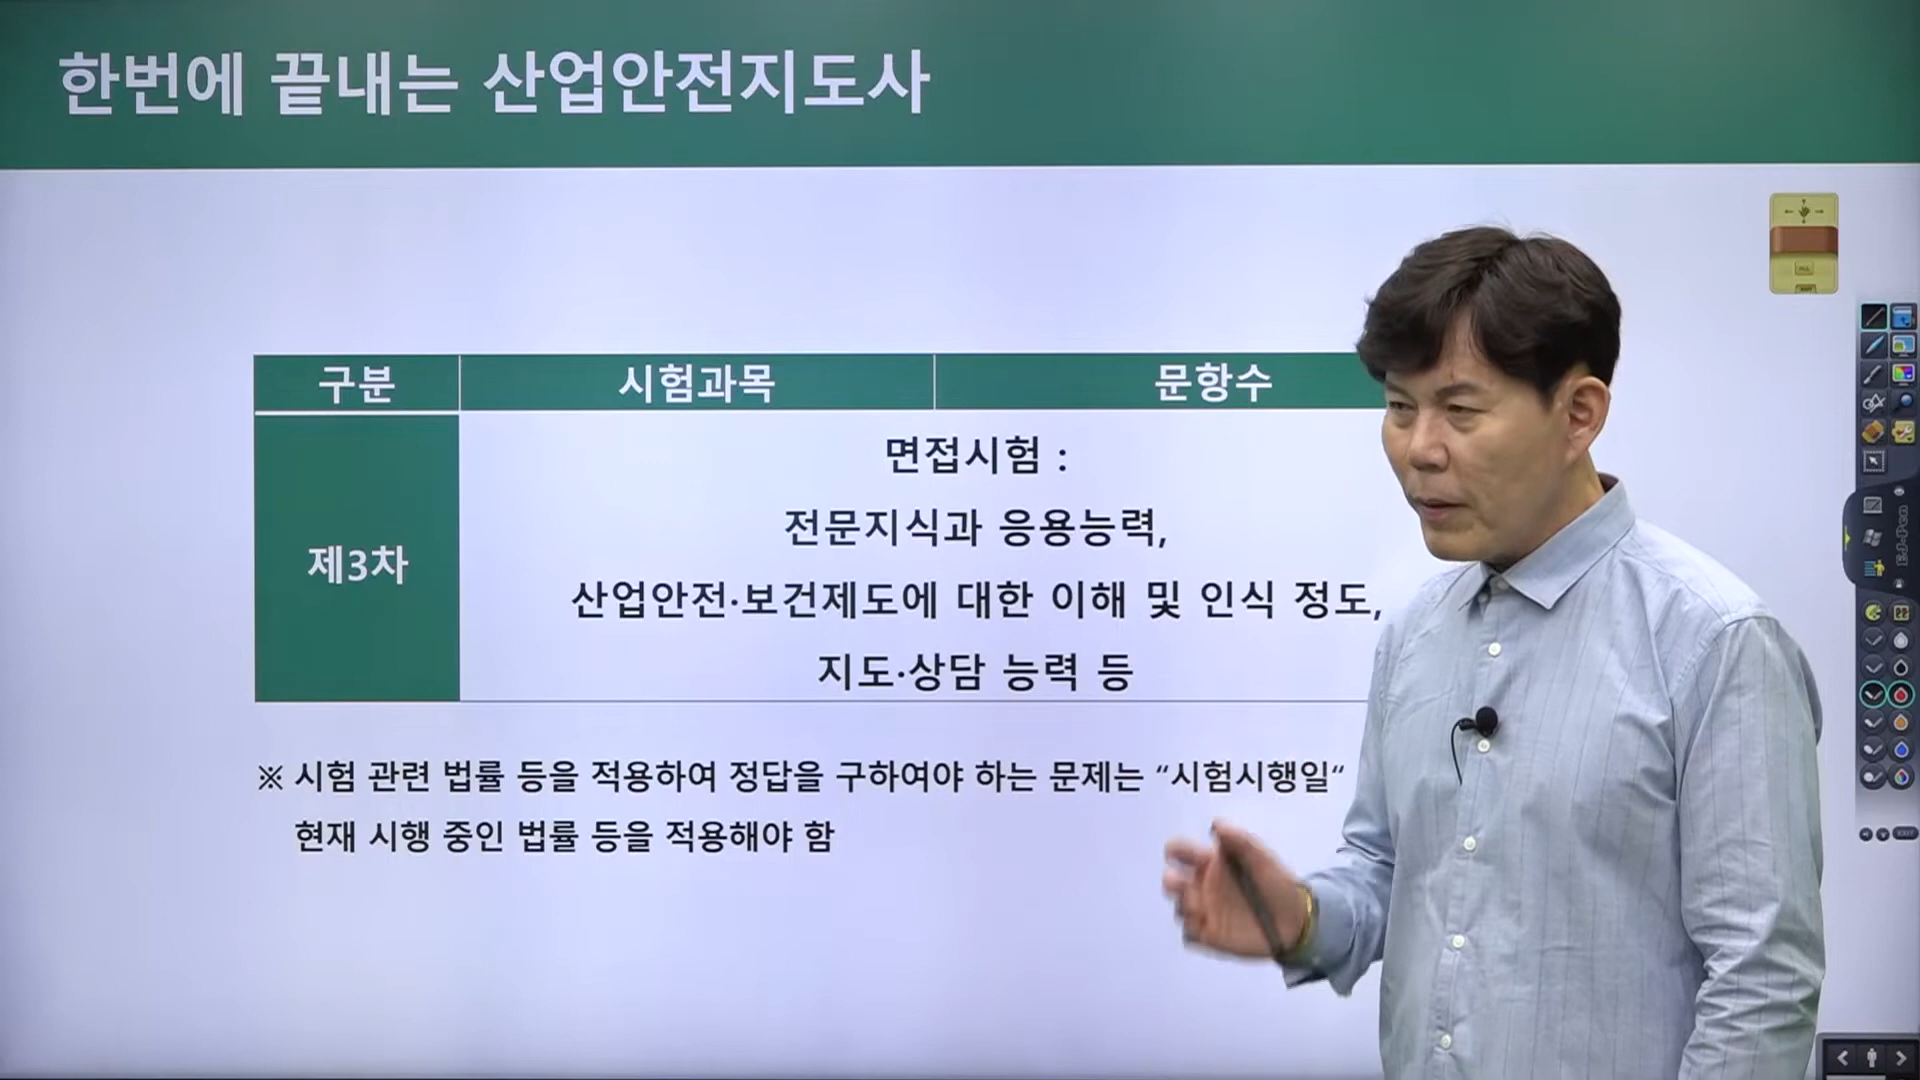 한번에 끝내는 산업안전지도사
구분 시험과목 문항수
제3차
면접시험 :
전문지식과 응용능력,
산업안전·보건제도에 대한 이해 및 인식 정도,
지도·상담 능력 등
※ 시험 관련 법률 등을 적용하여 정답을 구하여야 하는 문제는 “시험시행일“
현재 시행 중인 법률 등을 적용해야 함
EXIT